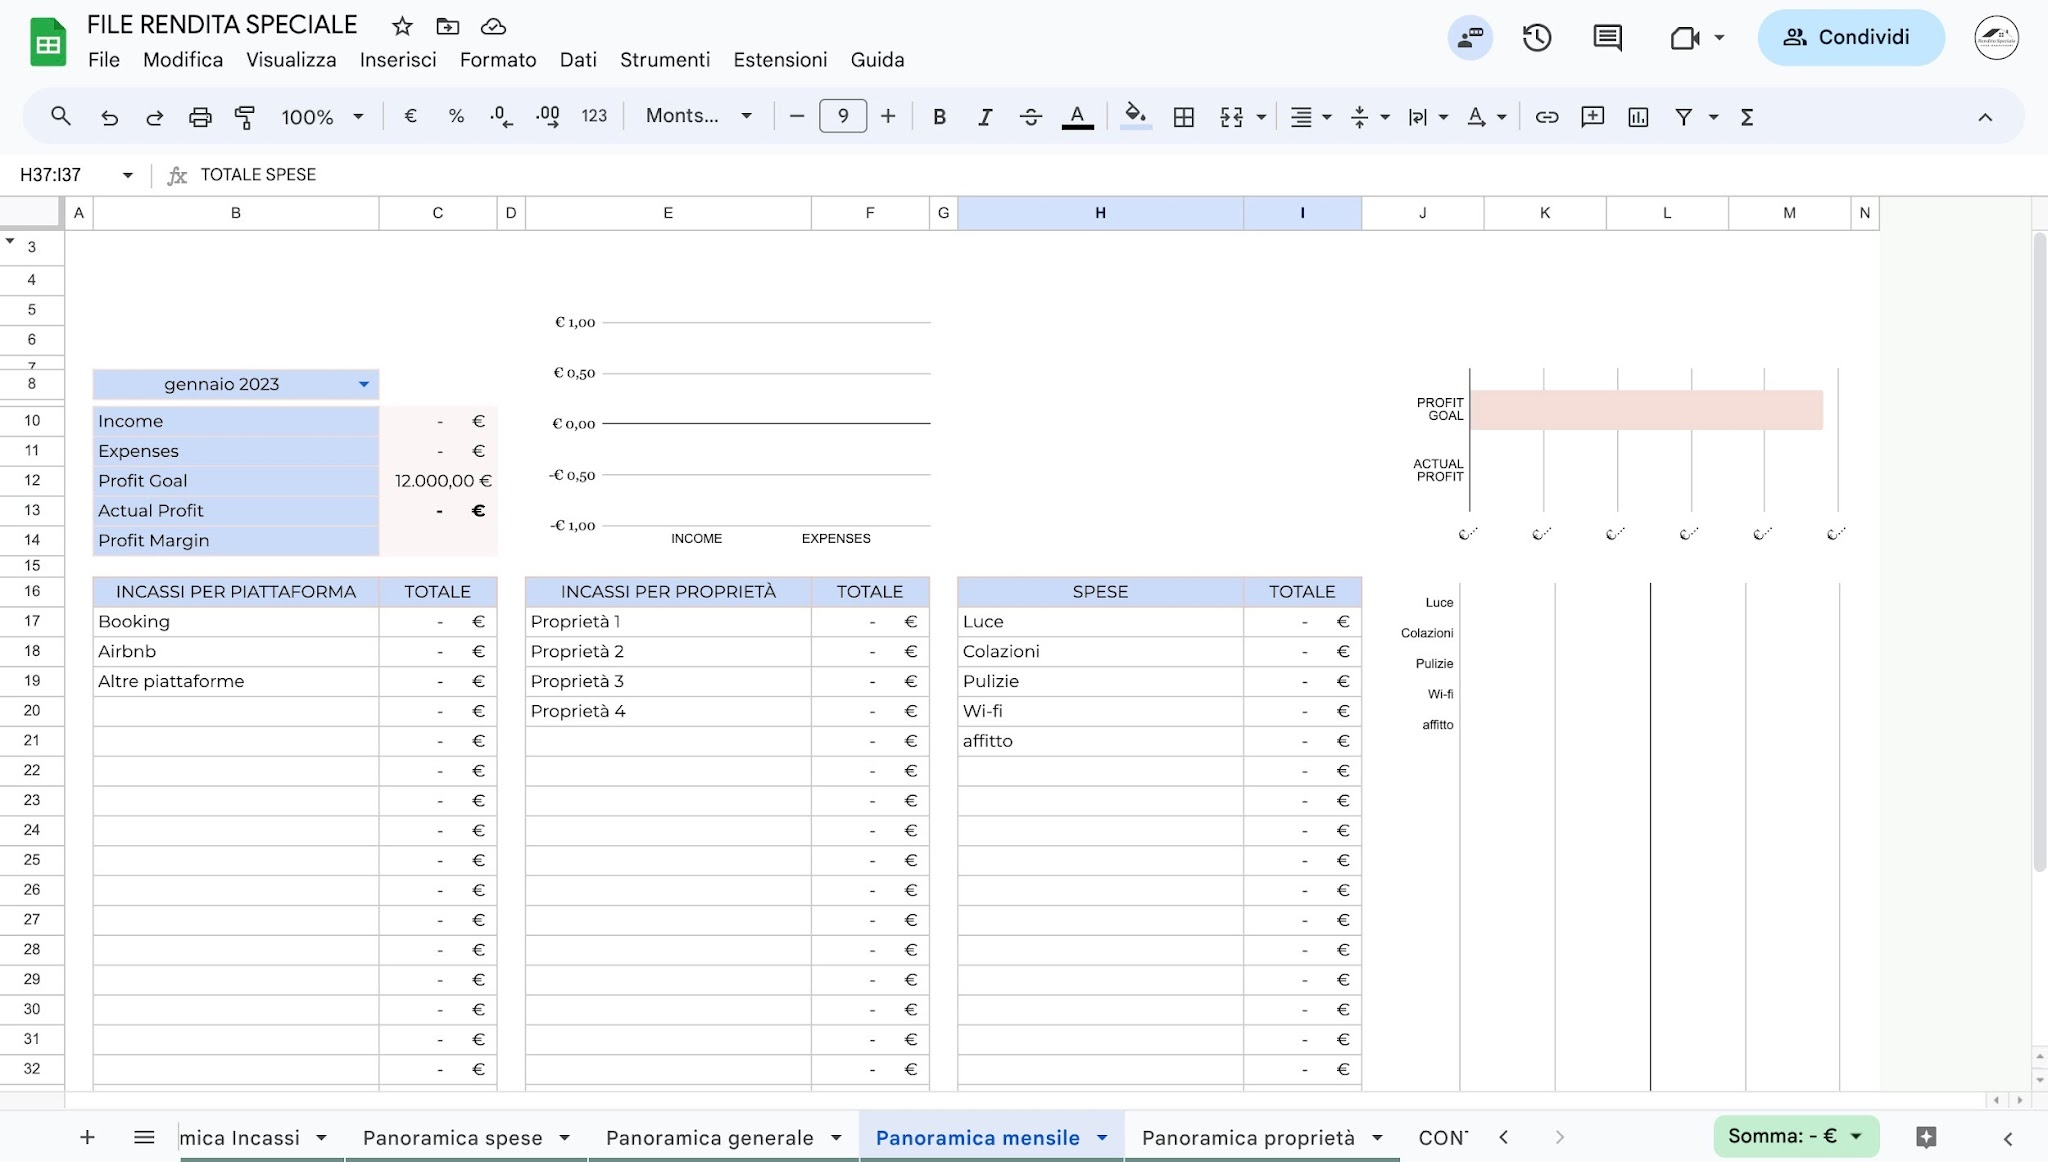 FILE RENDITA SPECIALE
File Modifica Visualizza Inserisci Formato Dati Strumenti Estensioni Guida
Condividi
100% € % .0 .00 123 Monts... 9 B I A
H37:I37 fx TOTALE SPESE
A B C D E F G H I J K L M N
3
4
5
€ 1,00
6
7
€ 0,50
8 gennaio 2023
PROFIT GOAL
10 Income - €
€ 0,00
11 Expenses - €
12 Profit Goal 12.000,00 €
-€ 0,50
ACTUAL PROFIT
13 Actual Profit - €
-€ 1,00
14 Profit Margin
INCOME EXPENSES
€... €... €... €... €... €...
15
16 INCASSI PER PIATTAFORMA TOTALE INCASSI PER PROPRIETÀ TOTALE SPESE TOTALE
Luce
17 Booking - € Proprietà 1 - € Luce - €
Colazioni
18 Airbnb - € Proprietà 2 - € Colazioni - €
Pulizie
19 Altre piattaforme - € Proprietà 3 - € Pulizie - €
Wi-fi
20 - € Proprietà 4 - € Wi-fi - €
affitto
21 - € - € affitto - €
22 - € - € - €
23 - € - € - €
24 - € - € - €
25 - € - € - €
26 - € - € - €
27 - € - € - €
28 - € - € - €
29 - € - € - €
30 - € - € - €
31 - € - € - €
32 - € - € - €
mica Incassi Panoramica spese Panoramica generale Panoramica mensile Panoramica proprietà CON
Somma: - €